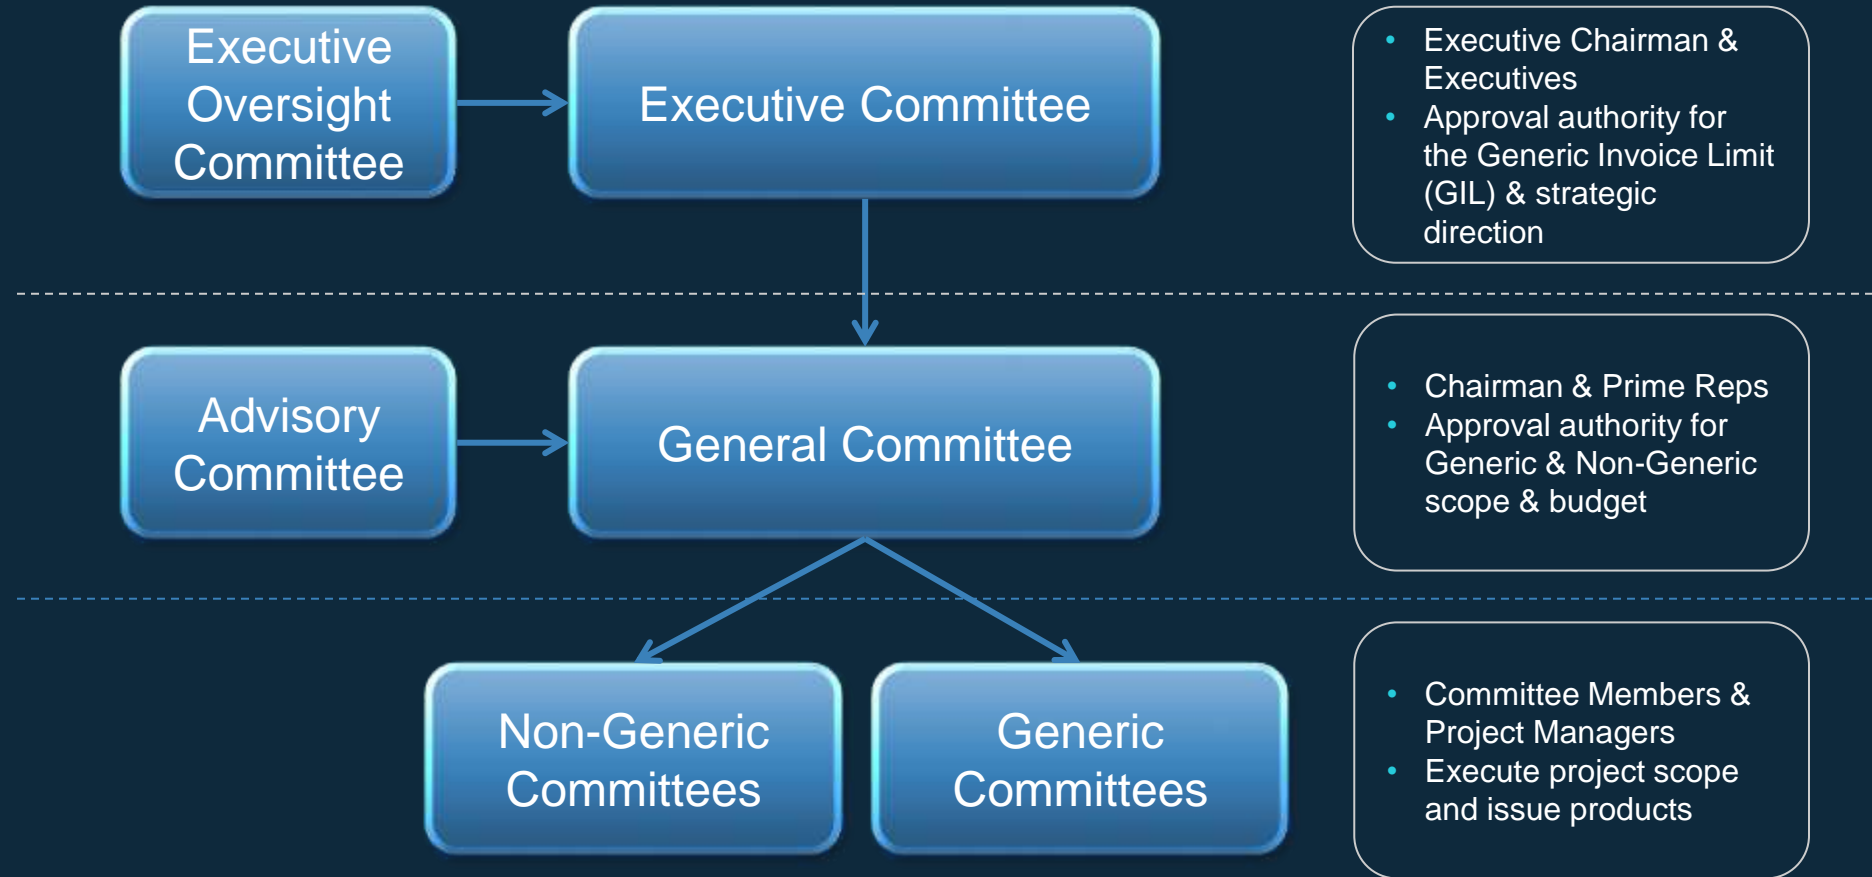 Executive
Oversight
Committee
Executive Committee
• Executive Chairman &
Executives
• Approval authority for
the Generic Invoice Limit
(GIL) & strategic
direction
Advisory
Committee
General Committee
• Chairman & Prime Reps
• Approval authority for
Generic & Non-Generic
scope & budget
Non-Generic
Committees
Generic
Committees
• Committee Members &
Project Managers
• Execute project scope
and issue products